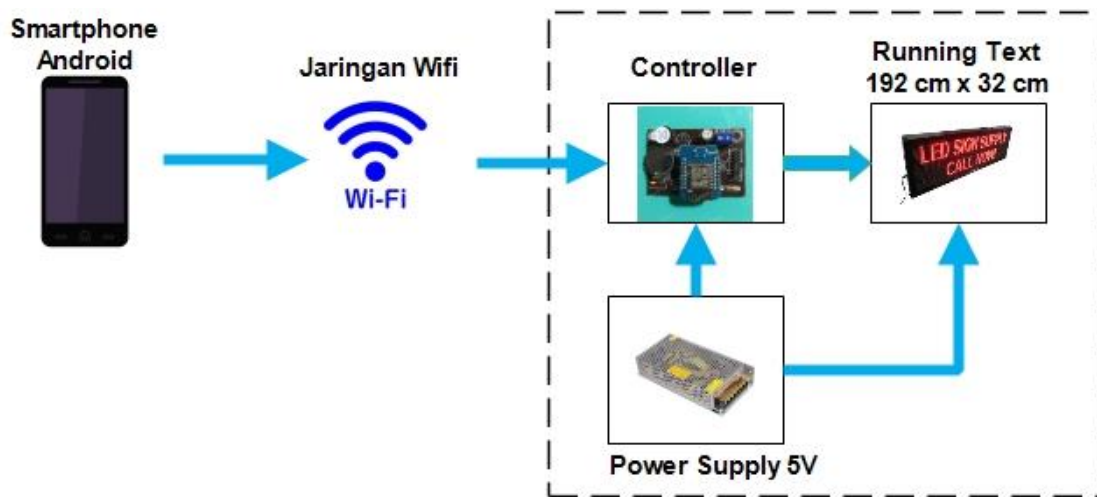 Smartphone
Android
Jaringan Wifi
Wi-Fi
Controller
Running Text
192 cm x 32 cm
LED SIGN SUPPLY
CALL NOW!
Power Supply 5V